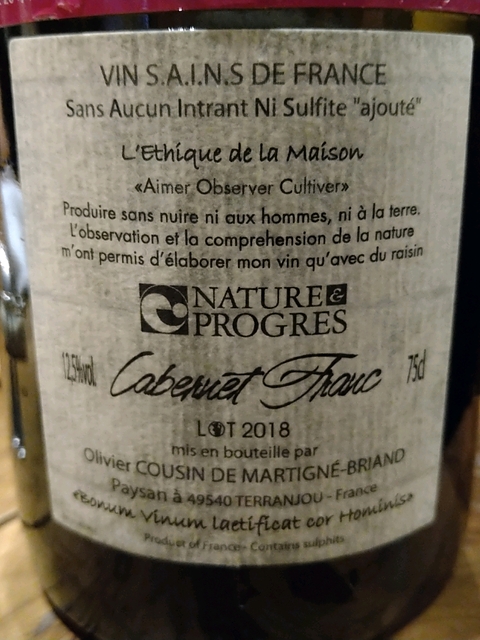 VIN S.A.I.N.S DE FRANCE
Sans Aucun Intrant Ni Sulfite "ajouté"
L'Ethique de la Maison
«Aimer Observer Cultiver»
Produire sans nuire ni aux hommes, ni à la terre.
L'observation et la comprehension de la nature
m'ont permis d'élaborer mon vin qu'avec du raisin
NATURE &
PROGRES
12,5%vol Cabernet Franc 75cl
LOT 2018
mis en bouteille par
Olivier COUSIN DE MARTIGNÉ-BRIAND
Paysan à 49540 TERRANJOU - France
«Bonum Vinum laetificat cor Hominis»
Product of France - Contains sulphits